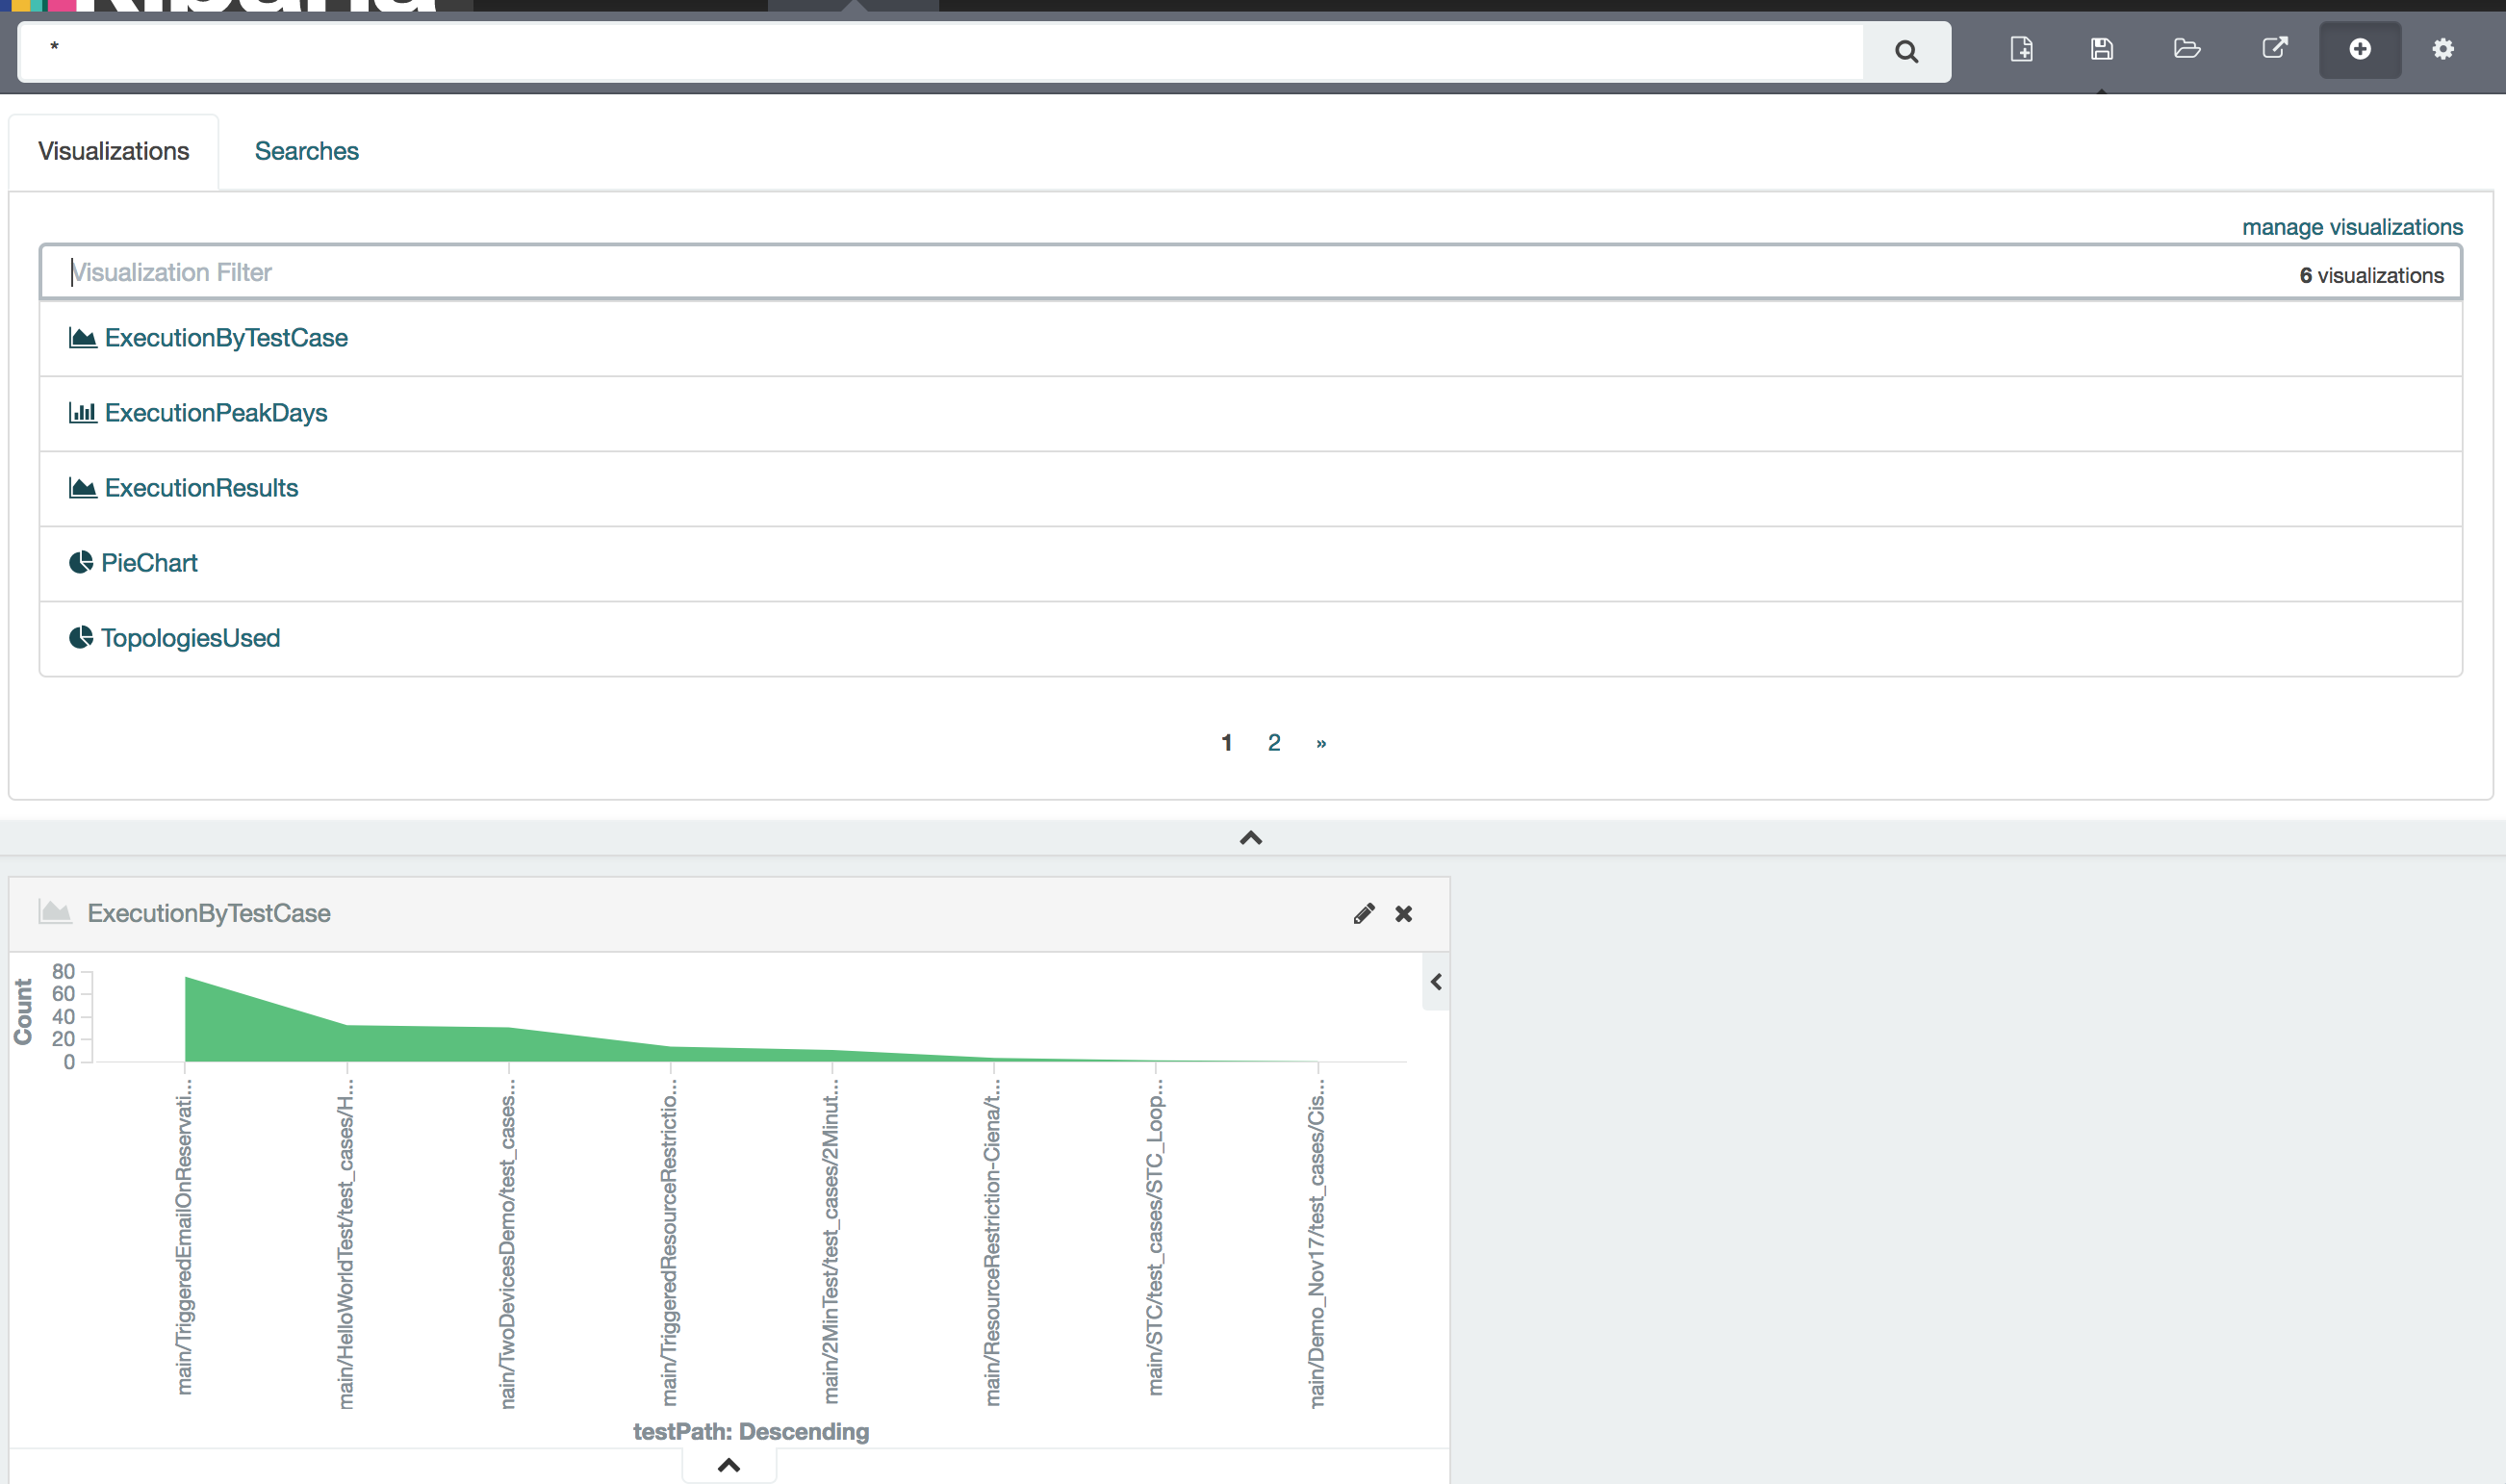 kibana
*
Visualizations
Searches
manage visualizations
Visualization Filter
6 visualizations
ExecutionByTestCase
ExecutionPeakDays
ExecutionResults
PieChart
TopologiesUsed
1 2 »
ExecutionByTestCase
Count
80
60
40
20
0
main/TriggeredEmailOnReservati...
main/HelloWorldTest/test_cases/H...
nain/TwoDevicesDemo/test_cases...
main/TriggeredResourceRestrictio...
main/2MinTest/test_cases/2Minut...
main/ResourceRestriction-Ciena/t...
main/STC/test_cases/STC_Loop...
main/Demo_Nov17/test_cases/Cis...
testPath: Descending